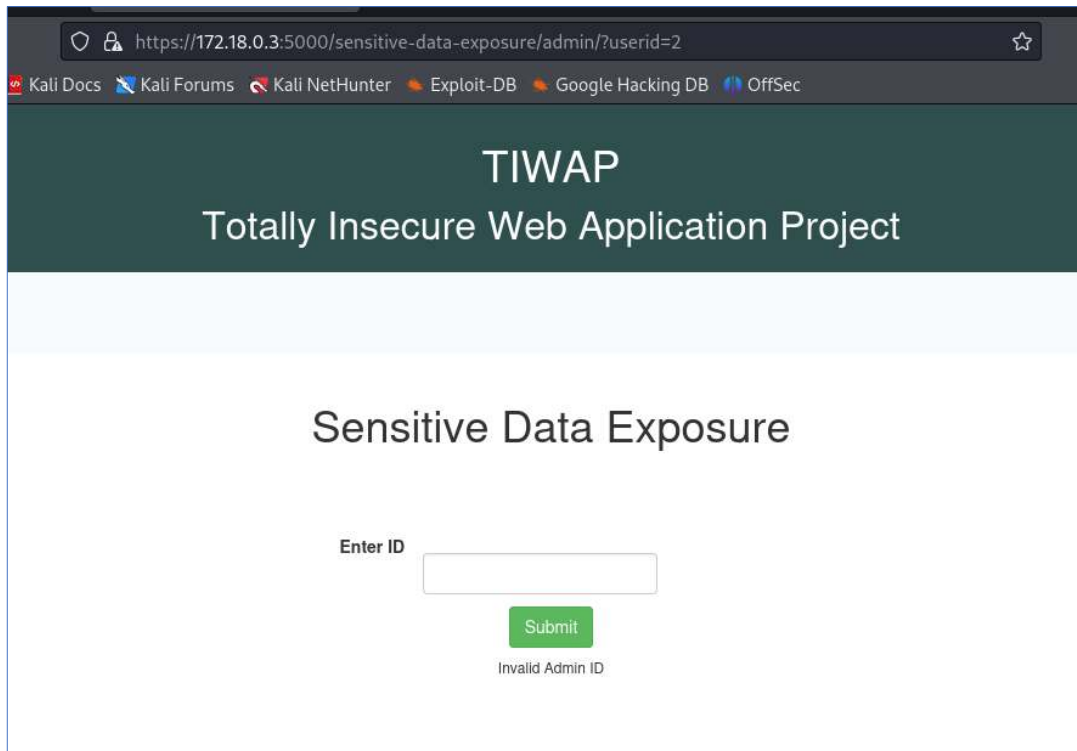 https://172.18.0.3:5000/sensitive-data-exposure/admin/?userid=2
Kali Docs Kali Forums Kali NetHunter Exploit-DB Google Hacking DB OffSec
TIWAP
Totally Insecure Web Application Project
Sensitive Data Exposure
Enter ID
Submit
Invalid Admin ID